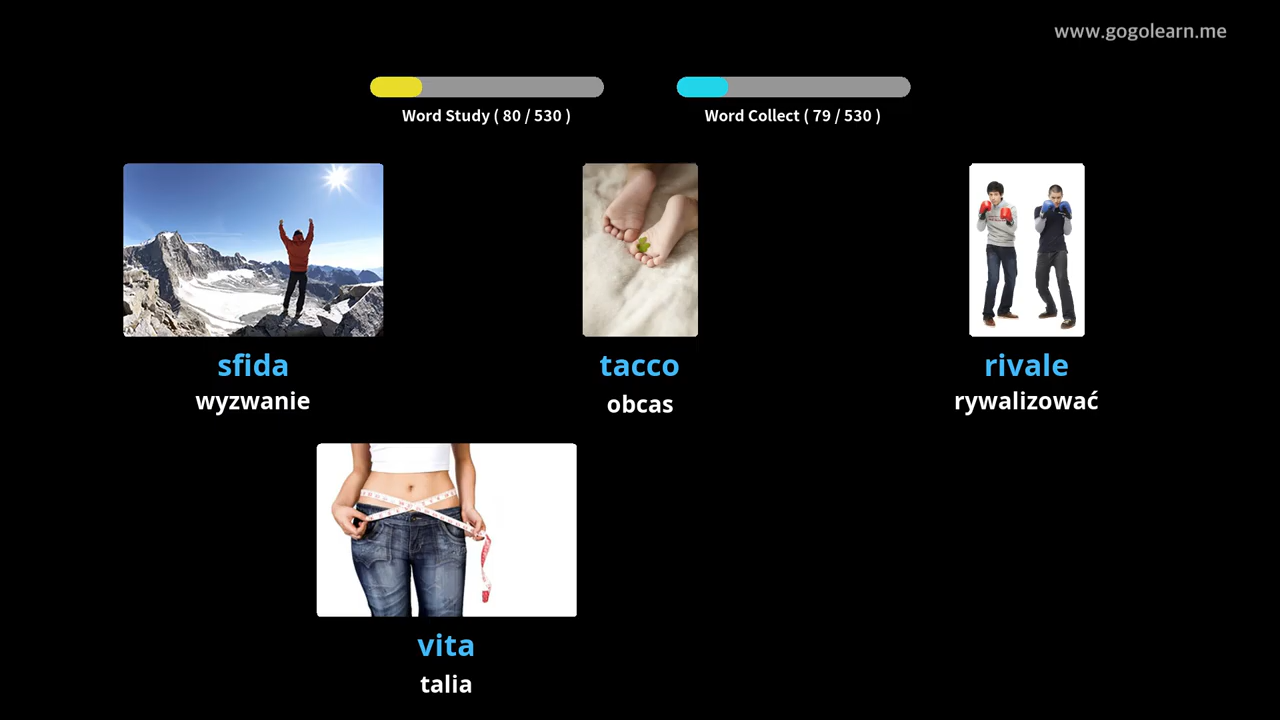 www.gogolearn.me
Word Study ( 80 / 530 )
Word Collect ( 79 / 530 )
sfida
wyzwanie
tacco
obcas
rivale
rywalizować
vita
talia